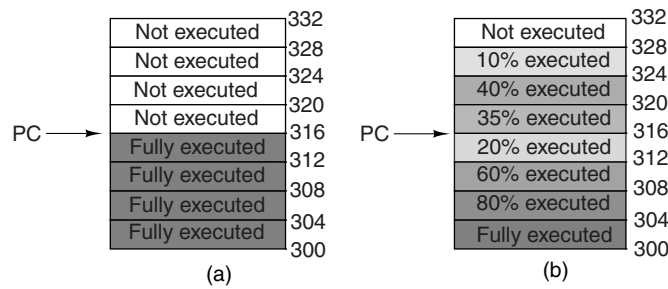 332
Not executed
328
Not executed
324
Not executed
320
Not executed
316
PC
Fully executed
312
Fully executed
308
Fully executed
304
Fully executed
300
(a)
332
Not executed
328
10% executed
324
40% executed
320
35% executed
316
PC
20% executed
312
60% executed
308
80% executed
304
Fully executed
300
(b)